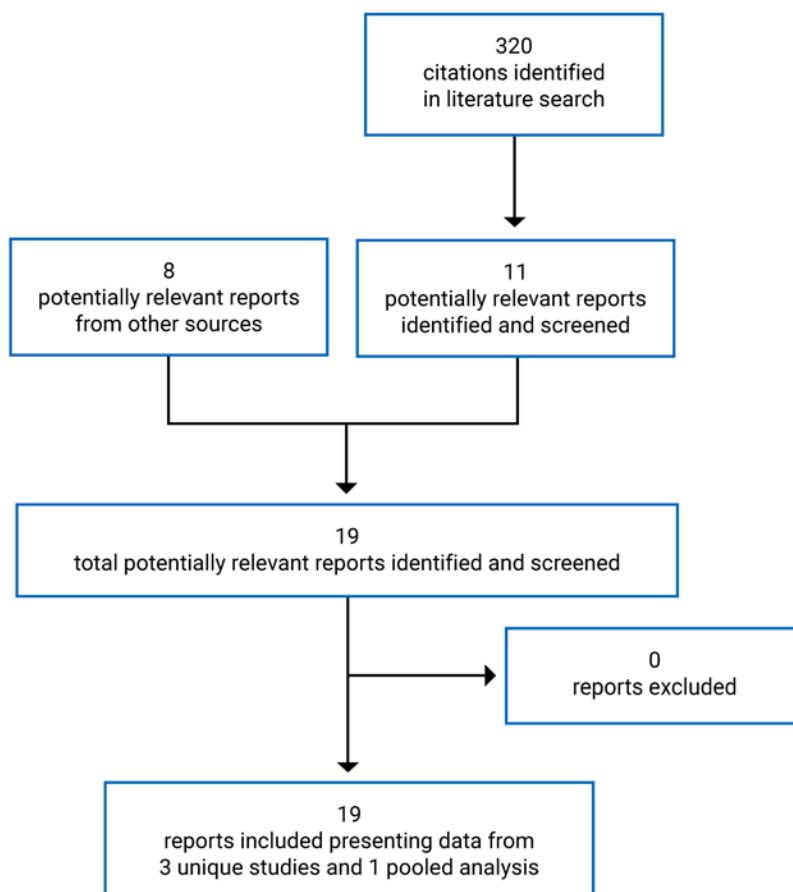 320
citations identified
in literature search
8
potentially relevant reports
from other sources
11
potentially relevant reports
identified and screened
19
total potentially relevant reports identified and screened
0
reports excluded
19
reports included presenting data from
3 unique studies and 1 pooled analysis